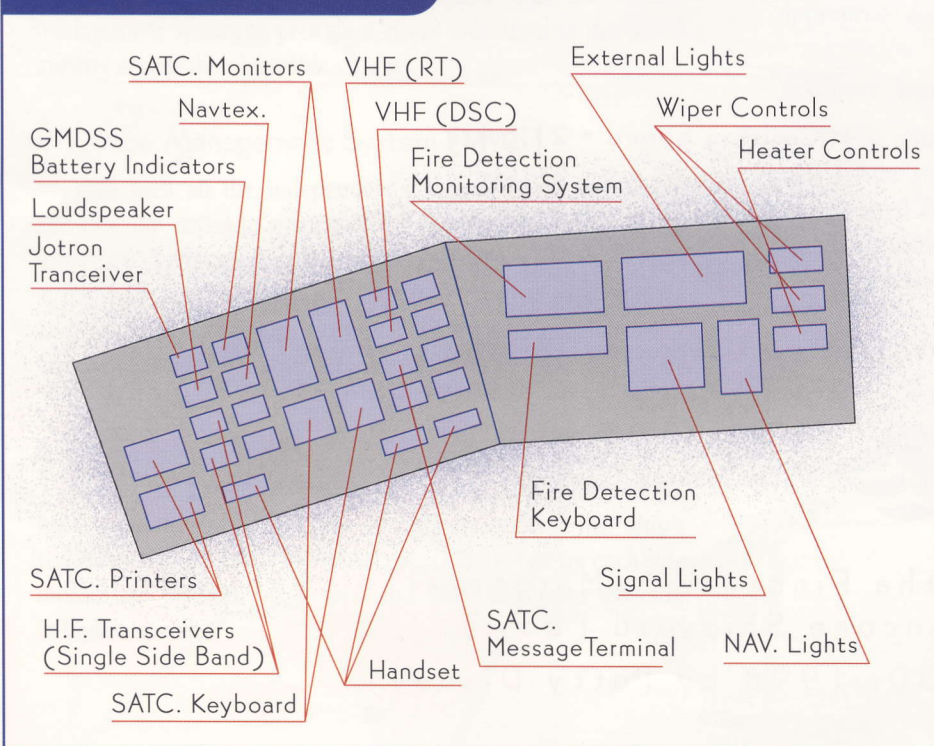 SATC. Monitors
VHF (RT)
External Lights
Navtex.
VHF (DSC)
Wiper Controls
GMDSS
Battery Indicators
Fire Detection
Monitoring System
Heater Controls
Loudspeaker
Jotron
Tranceiver
Fire Detection
Keyboard
SATC. Printers
Signal Lights
H.F. Transceivers
(Single Side Band)
SATC.
MessageTerminal
NAV. Lights
Handset
SATC. Keyboard